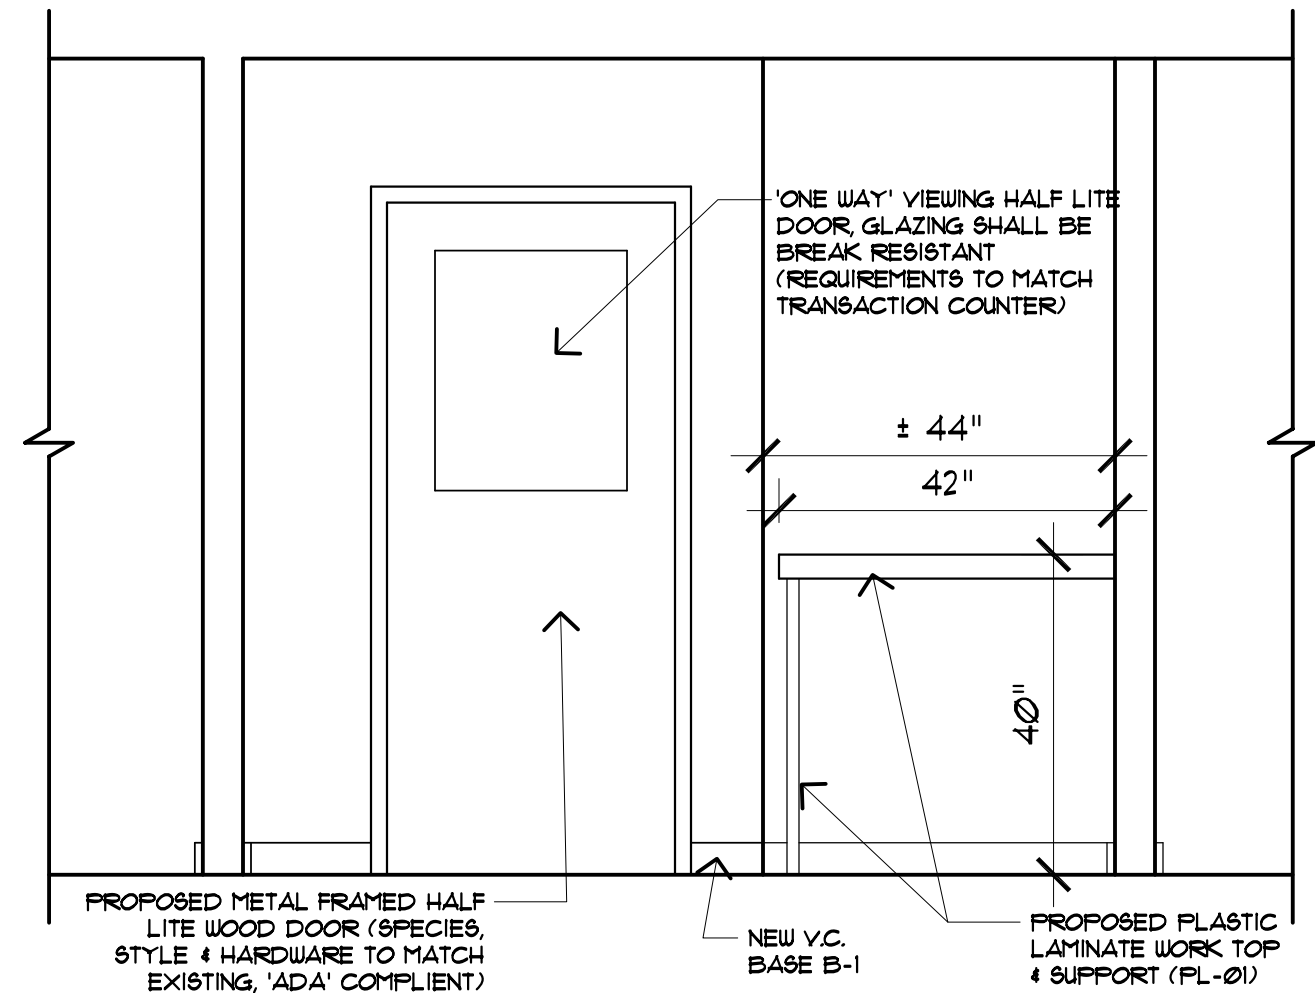 'ONE WAY' VIEWING HALF LITE
DOOR, GLAZING SHALL BE
BREAK RESISTANT
(REQUIREMENTS TO MATCH
TRANSACTION COUNTER)
± 44"
42"
40"
PROPOSED METAL FRAMED HALF
LITE WOOD DOOR (SPECIES,
STYLE & HARDWARE TO MATCH
EXISTING, 'ADA' COMPLIENT)
NEW V.C.
BASE B-1
PROPOSED PLASTIC
LAMINATE WORK TOP
& SUPPORT (PL-01)